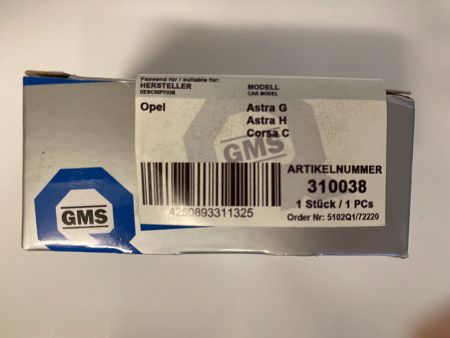 Passend für / suitable for:
HERSTELLER MODELL
DESCRIPTION CAR MODEL
Opel Astra G
Astra H
Corsa C
GMS
ARTIKELNUMMER
310038
4250893311325
1 Stück / 1 PCs
Order Nr: 5102Q1/72220
GMS